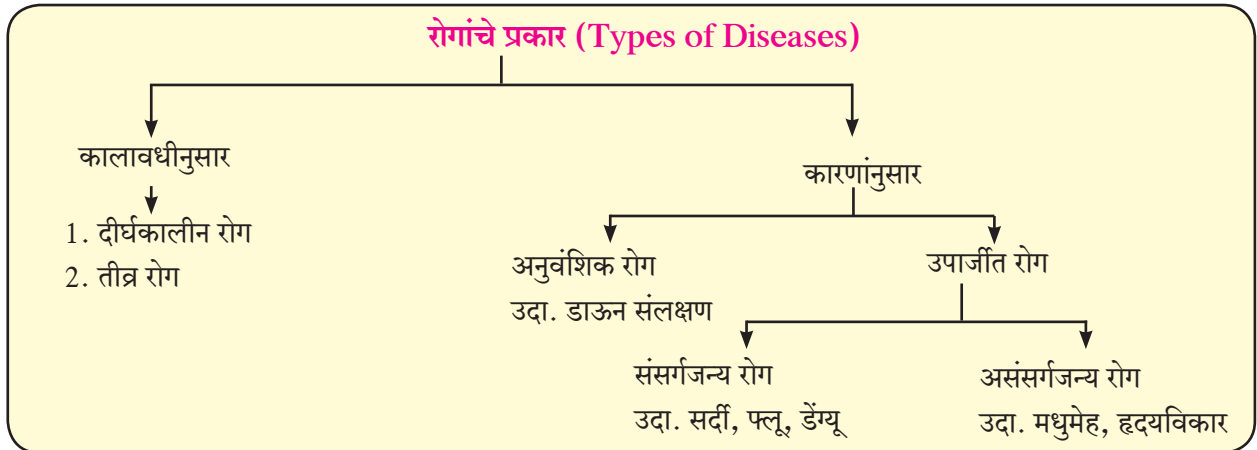 रोगांचे प्रकार (Types of Diseases)
कालावधीनुसार
1. दीर्घकालीन रोग
2. तीव्र रोग
कारणांनुसार
अनुवंशिक रोग
उदा. डाऊन संलक्षण
उपार्जीत रोग
संसर्गजन्य रोग
उदा. सर्दी, फ्लू, डेंग्यू
असंसर्गजन्य रोग
उदा. मधुमेह, हृदयविकार